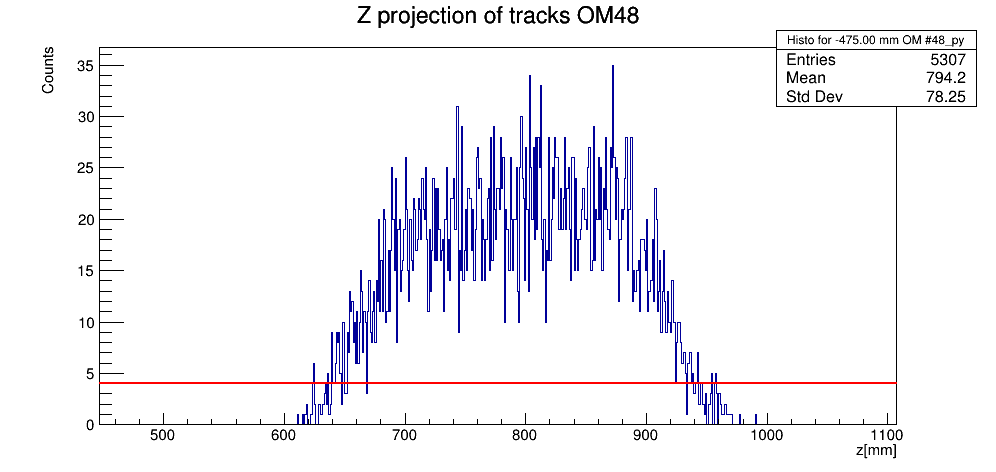 Z projection of tracks OM48
Histo for -475.00 mm OM #48_py
Entries 5307
Mean 794.2
Std Dev 78.25
Counts
35
30
25
20
15
10
5
0
500 600 700 800 900 1000 1100
z[mm]